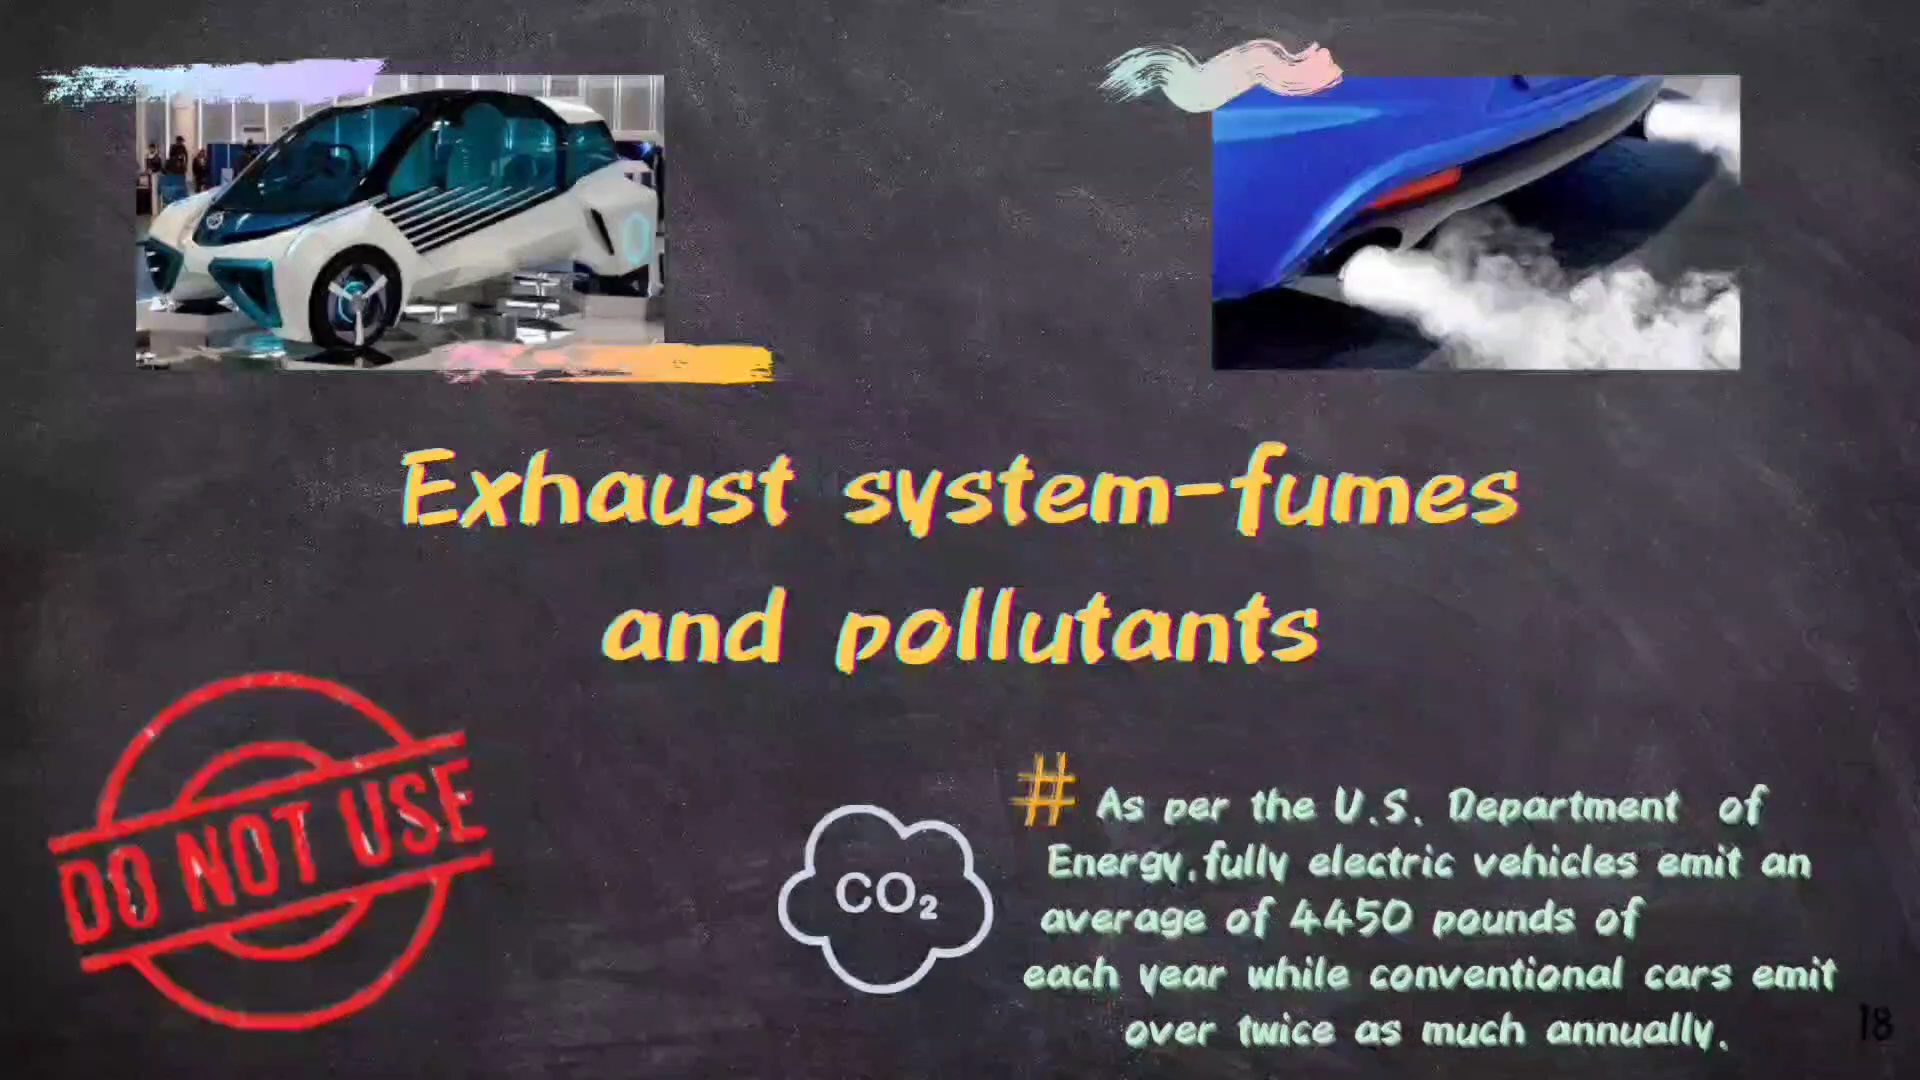 Exhaust system-fumes
and pollutants
DO NOT USE
CO₂
# As per the U.S. Department of
Energy,fully electric vehicles emit an
average of 4450 pounds of
each year while conventional cars emit
over twice as much annually.
18